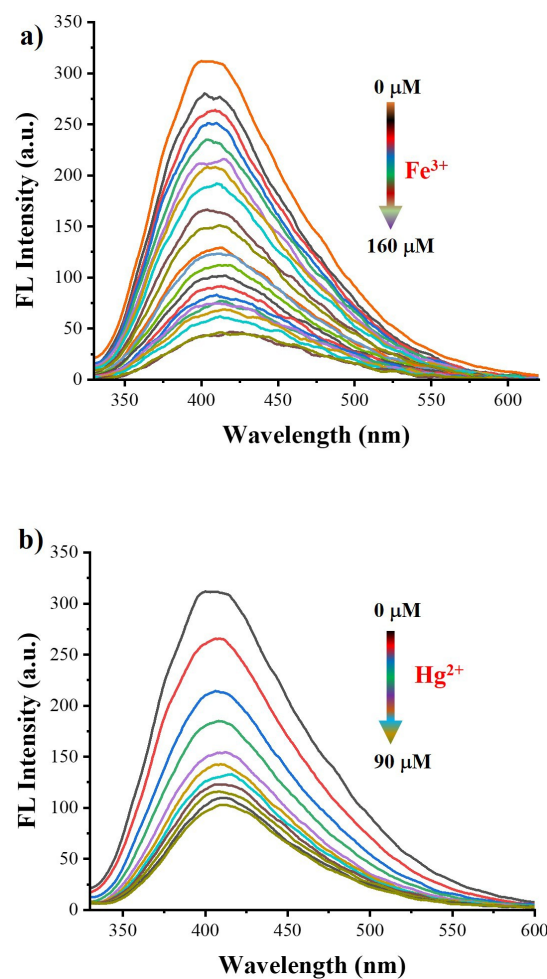 a)
350
300
250
200
150
100
50
0
FL Intensity (a.u.)
0 μM
Fe³⁺
160 μM
350 400 450 500 550 600
Wavelength (nm)
b)
350
300
250
200
150
100
50
0
FL Intensity (a.u.)
0 μM
Hg²⁺
90 μM
350 400 450 500 550 600
Wavelength (nm)